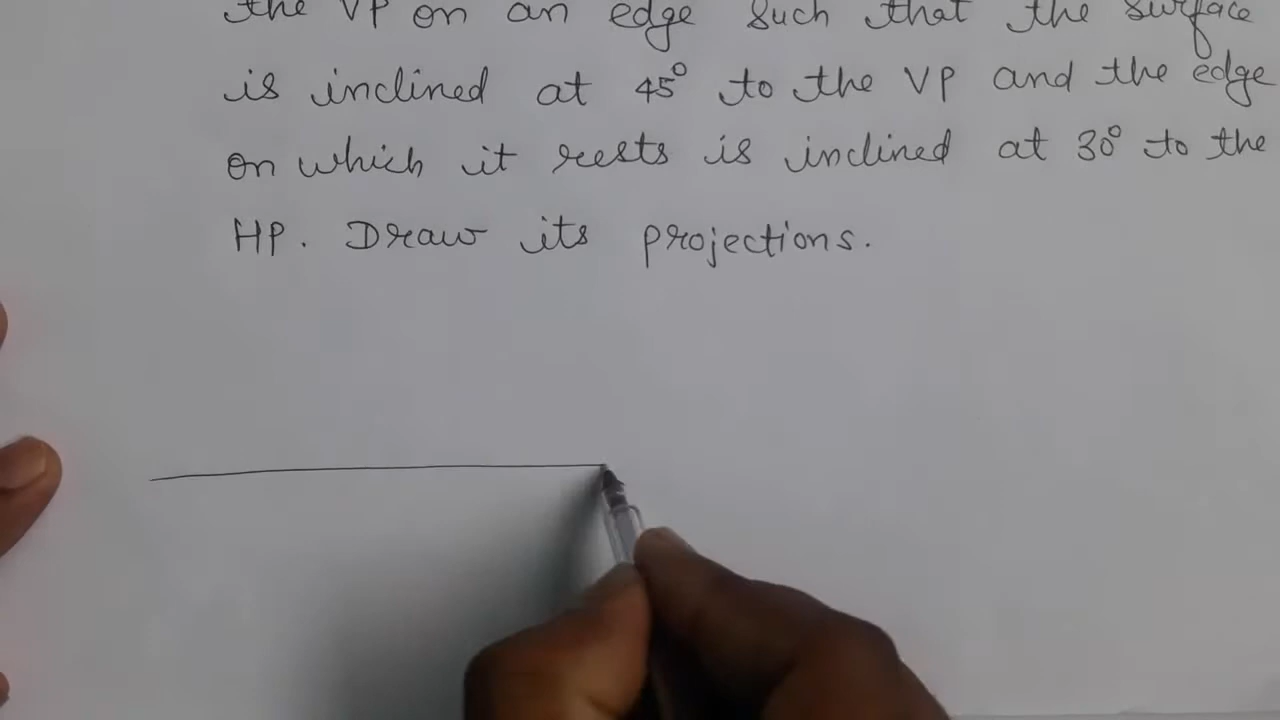 the VP on an edge such that the surface
is inclined at 45° to the VP and the edge
on which it rests is inclined at 30° to the
HP. Draw its projections.